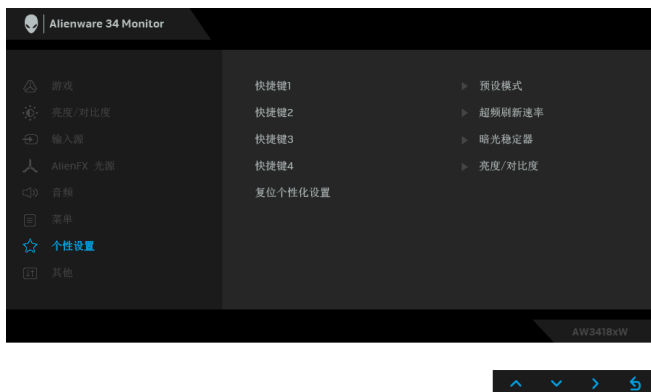 Alienware 34 Monitor
游戏
快捷键1 预设模式
亮度/对比度
快捷键2 超频刷新速率
输入源
快捷键3 暗光稳定器
AlienFX 光源
快捷键4 亮度/对比度
音频
复位个性化设置
菜单
个性设置
其他
AW3418xW